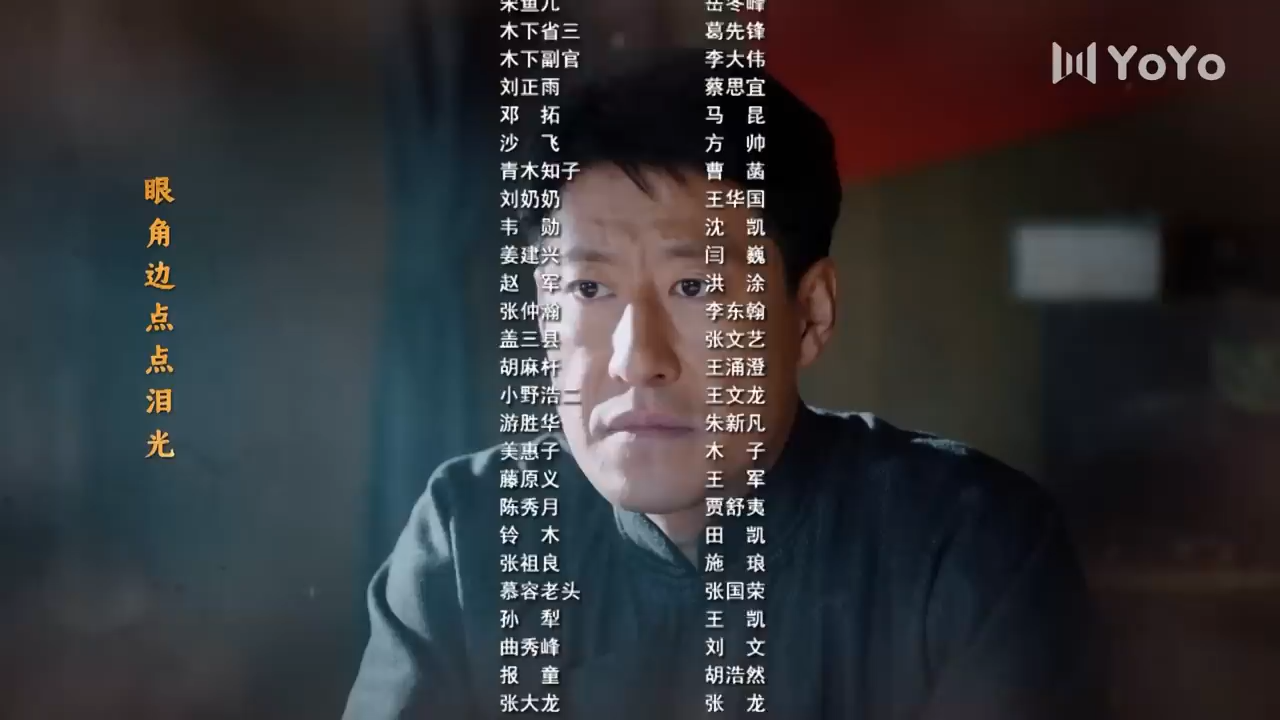 木下省三 葛先锋
木下副官 李大伟
刘正雨 蔡思宜
邓 拓 马 昆
沙 飞 方 帅
青木知子 曹 菡
刘奶奶 王华国
韦 勋 沈 凯
姜建兴 闫 巍
赵 军 洪 涂
张仲瀚 李东翰
盖三县 张文艺
胡麻杆 王涌澄
小野浩二 王文龙
游胜华 朱新凡
美惠子 木 子
藤原义 王 军
陈秀月 贾舒夷
铃 木 田 凯
张祖良 施 琅
慕容老头 张国荣
孙 犁 王 凯
曲秀峰 刘 文
报 童 胡浩然
张大龙 张 龙
YoYo
眼角边点点泪光